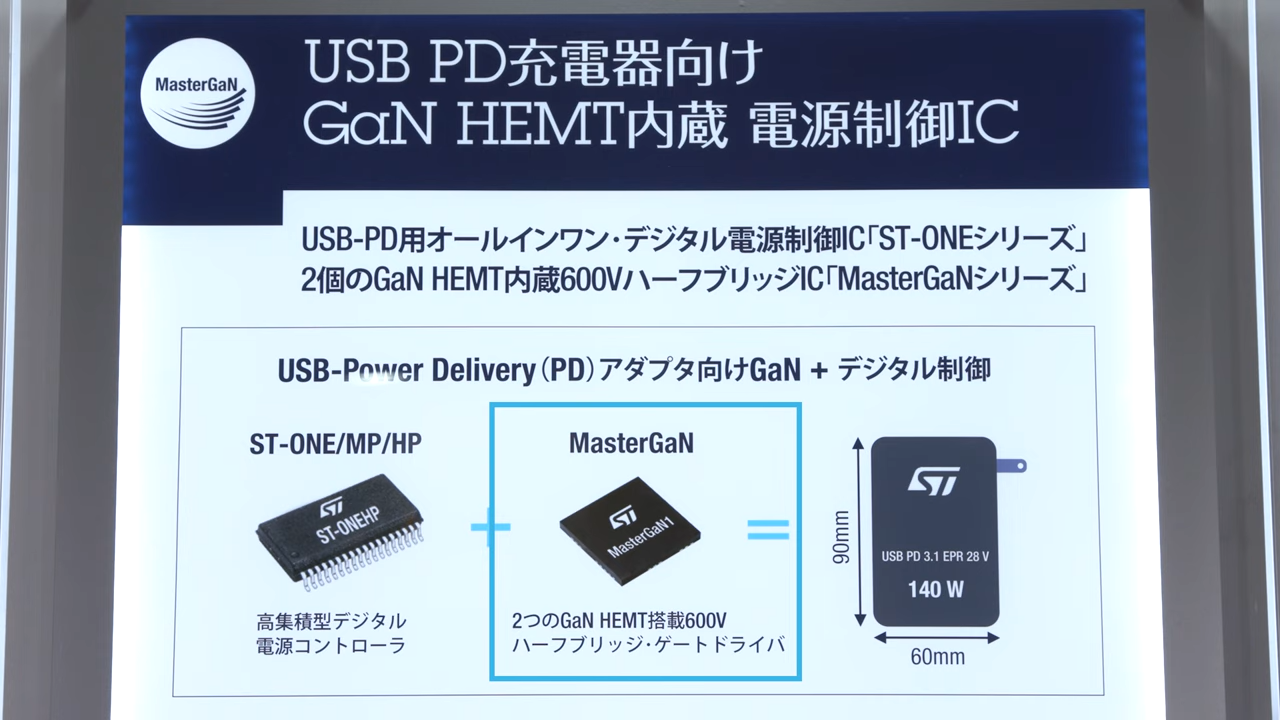 MasterGaN
USB PD充電器向け
GaN HEMT内蔵 電源制御IC
USB-PD用オールインワン・デジタル電源制御IC「ST-ONEシリーズ」
2個のGaN HEMT内蔵600VハーフブリッジIC「MasterGaNシリーズ」
USB-Power Delivery（PD）アダプタ向けGaN + デジタル制御
ST-ONE/MP/HP
ST
ST-ONEHP
高集積型デジタル
電源コントローラ
+
MasterGaN
ST
MasterGaN1
2つのGaN HEMT搭載600V
ハーフブリッジ・ゲートドライバ
=
90mm
ST
USB PD 3.1 EPR 28 V
140 W
60mm